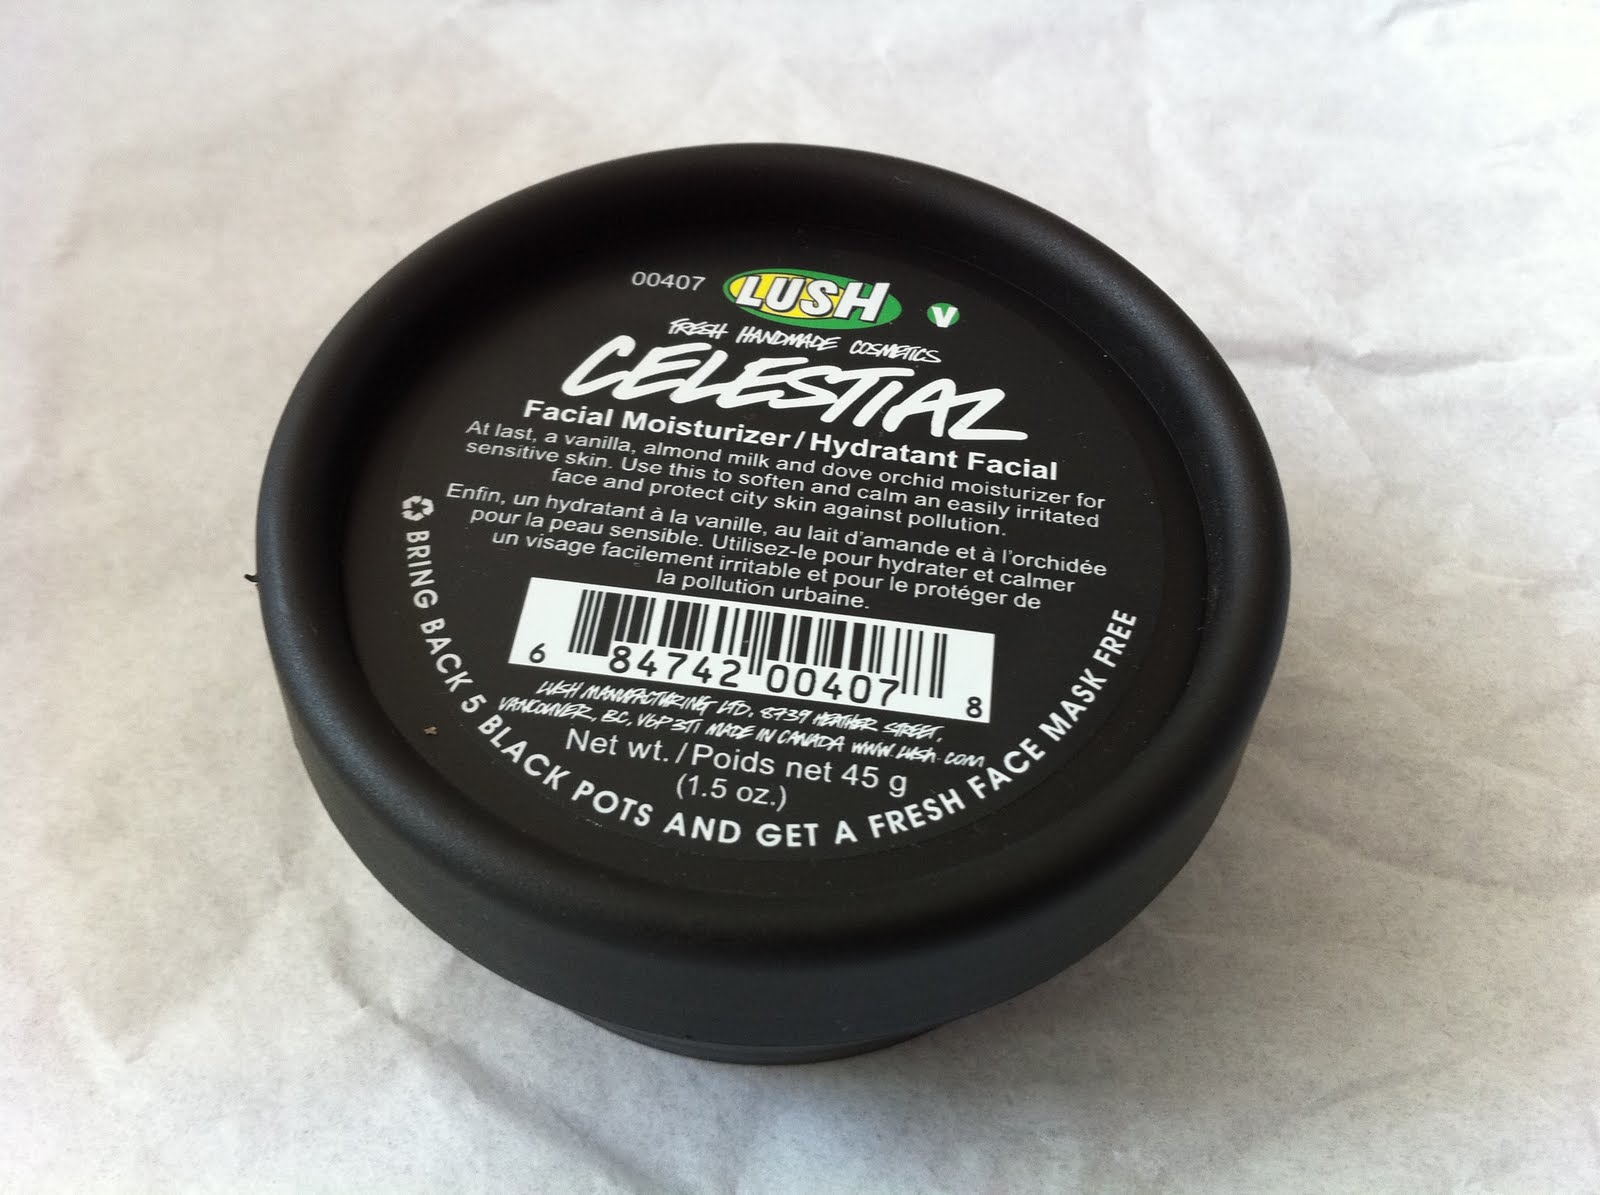 00407 LUSH V
FRESH HANDMADE COSMETICS
CELESTIAL
Facial Moisturizer / Hydratant Facial
At last, a vanilla, almond milk and dove orchid moisturizer for
sensitive skin. Use this to soften and calm an easily irritated
face and protect city skin against pollution.
Enfin, un hydratant à la vanille, au lait d'amande et à l'orchidée
pour la peau sensible. Utilisez-le pour hydrater et calmer
un visage facilement irritable et pour le protéger de
la pollution urbaine.
6 84742 00407 8
LUSH MANUFACTURING LTD, 8739 HEATHER STREET,
VANCOUVER, BC, V6P 3T1 MADE IN CANADA www.lush.com
Net wt. / Poids net 45 g
(1.5 oz.)
BRING BACK 5 BLACK POTS AND GET A FRESH FACE MASK FREE